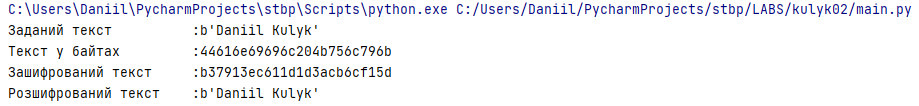 C:\Users\Daniil\PycharmProjects\stbp\Scripts\python.exe C:/Users/Daniil/PycharmProjects/stbp/LABS/kulyk02/main.py
Заданий текст :b'Daniil Kulyk'
Текст у байтах :44616e69696c204b756c796b
Зашифрований текст :b37913ec611d1d3acb6cf15d
Розшифрований текст :b'Daniil Kulyk'